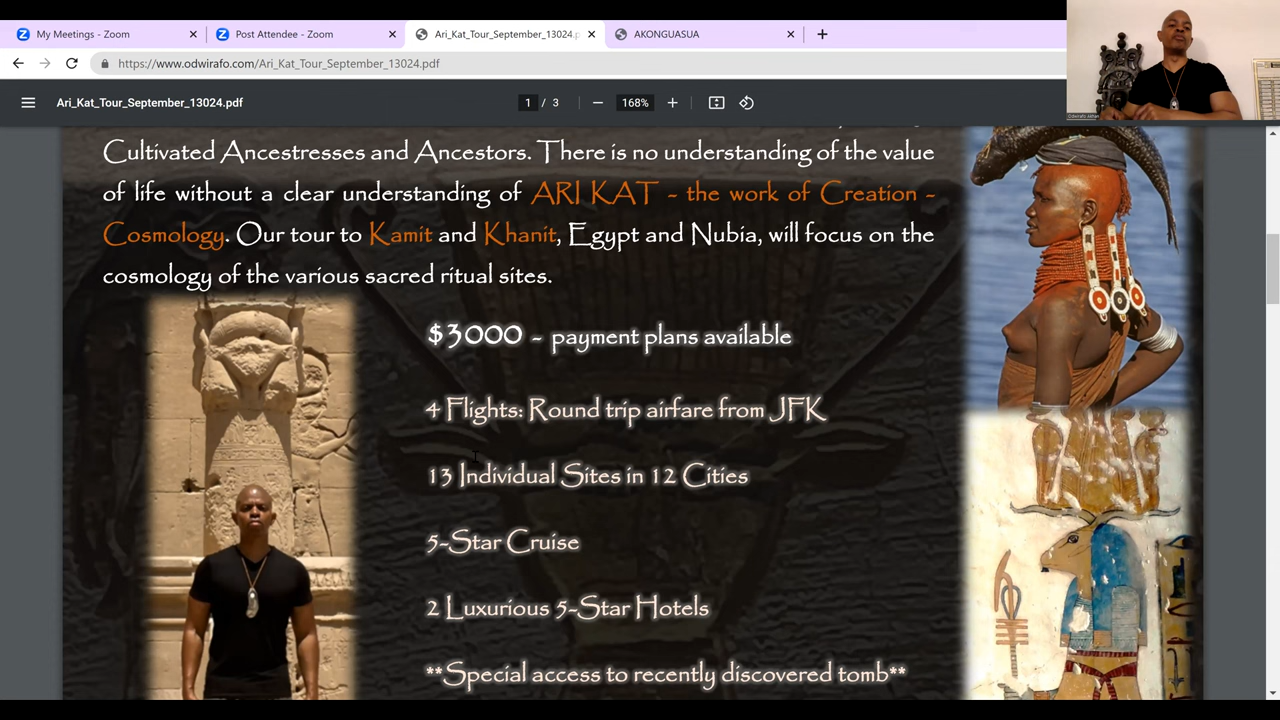 My Meetings - Zoom
Post Attendee - Zoom
Ari_Kat_Tour_September_13024.p
AKONGUASUA
https://www.odwirafo.com/Ari_Kat_Tour_September_13024.pdf
Ari_Kat_Tour_September_13024.pdf
1 / 3
168%
Cultivated Ancestresses and Ancestors. There is no understanding of the value
of life without a clear understanding of ARI KAT - the work of Creation -
Cosmology. Our tour to Kamit and Khanit, Egypt and Nubia, will focus on the
cosmology of the various sacred ritual sites.
$3000 - payment plans available
4 Flights: Round trip airfare from JFK
13 Individual Sites in 12 Cities
5-Star Cruise
2 Luxurious 5-Star Hotels
**Special access to recently discovered tomb**